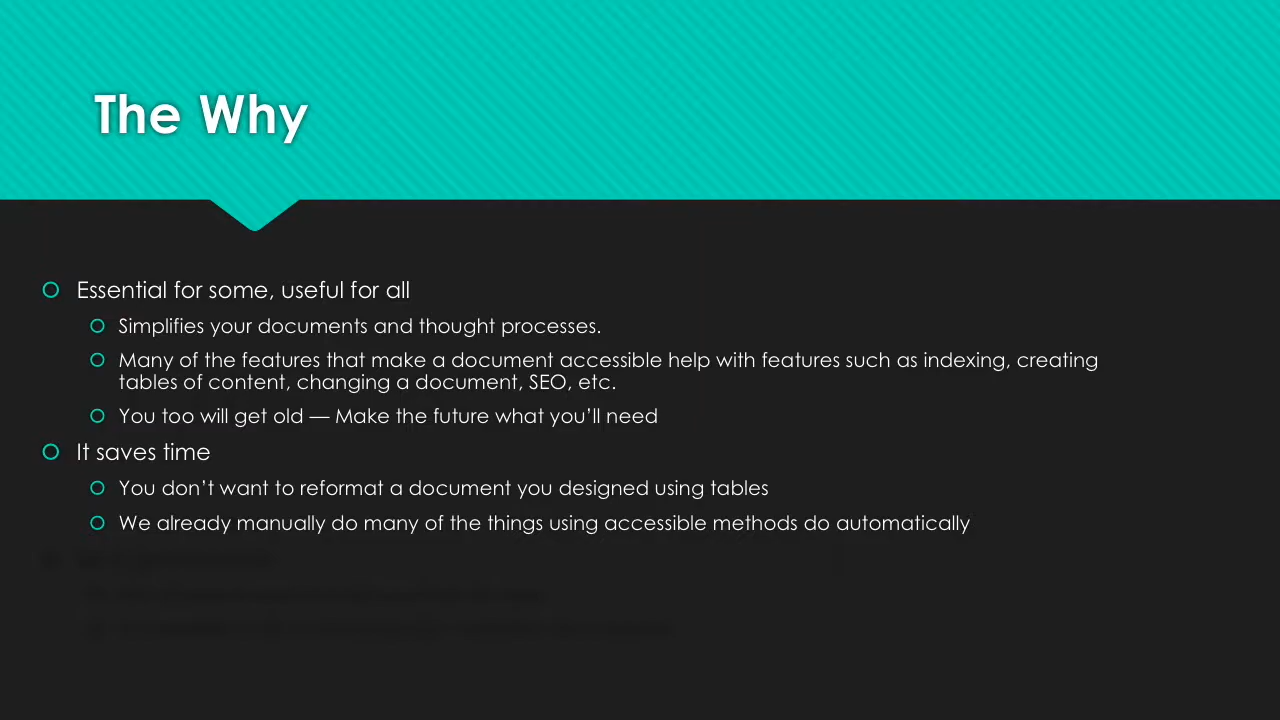 The Why
Essential for some, useful for all
Simplifies your documents and thought processes.
Many of the features that make a document accessible help with features such as indexing, creating
tables of content, changing a document, SEO, etc.
You too will get old — Make the future what you’ll need
It saves time
You don’t want to reformat a document you designed using tables
We already manually do many of the things using accessible methods do automatically